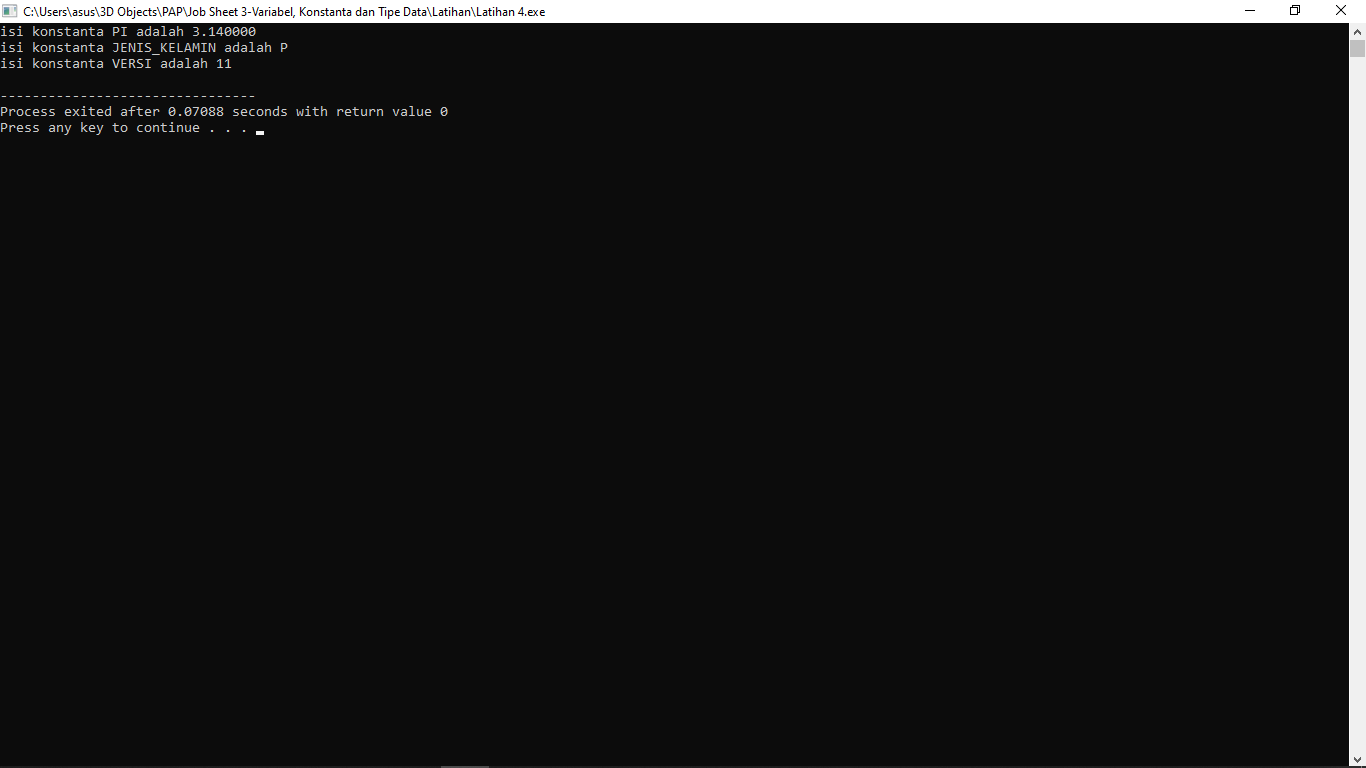 C:\Users\asus\3D Objects\PAP\Job Sheet 3-Variabel, Konstanta dan Tipe Data\Latihan\Latihan 4.exe
isi konstanta PI adalah 3.140000
isi konstanta JENIS_KELAMIN adalah P
isi konstanta VERSI adalah 11
--------------------------------
Process exited after 0.07088 seconds with return value 0
Press any key to continue . . .